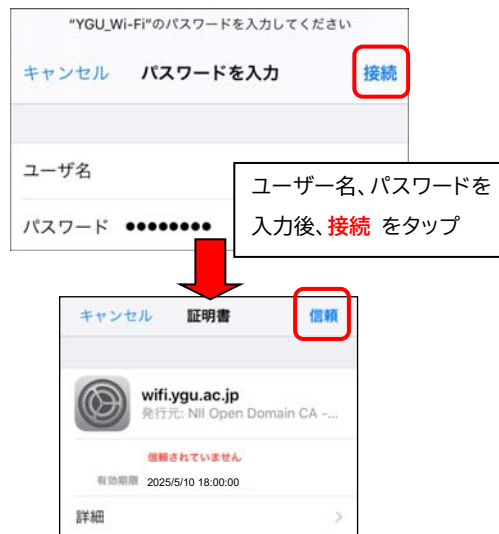 "YGU_Wi-Fi"のパスワードを入力してください
キャンセル パスワードを入力 接続
ユーザ名
パスワード ●●●●●●●●
ユーザー名、パスワードを
入力後、接続 をタップ
キャンセル 証明書 信頼
wifi.ygu.ac.jp
発行元: NII Open Domain CA -...
信頼されていません
有効期限 2025/5/10 18:00:00
詳細 >